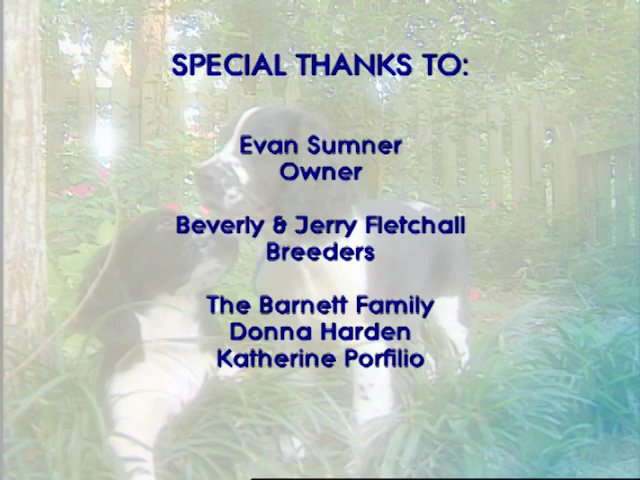 SPECIAL THANKS TO:
Evan Sumner
Owner
Beverly & Jerry Fletchall
Breeders
The Barnett Family
Donna Harden
Katherine Porfilio